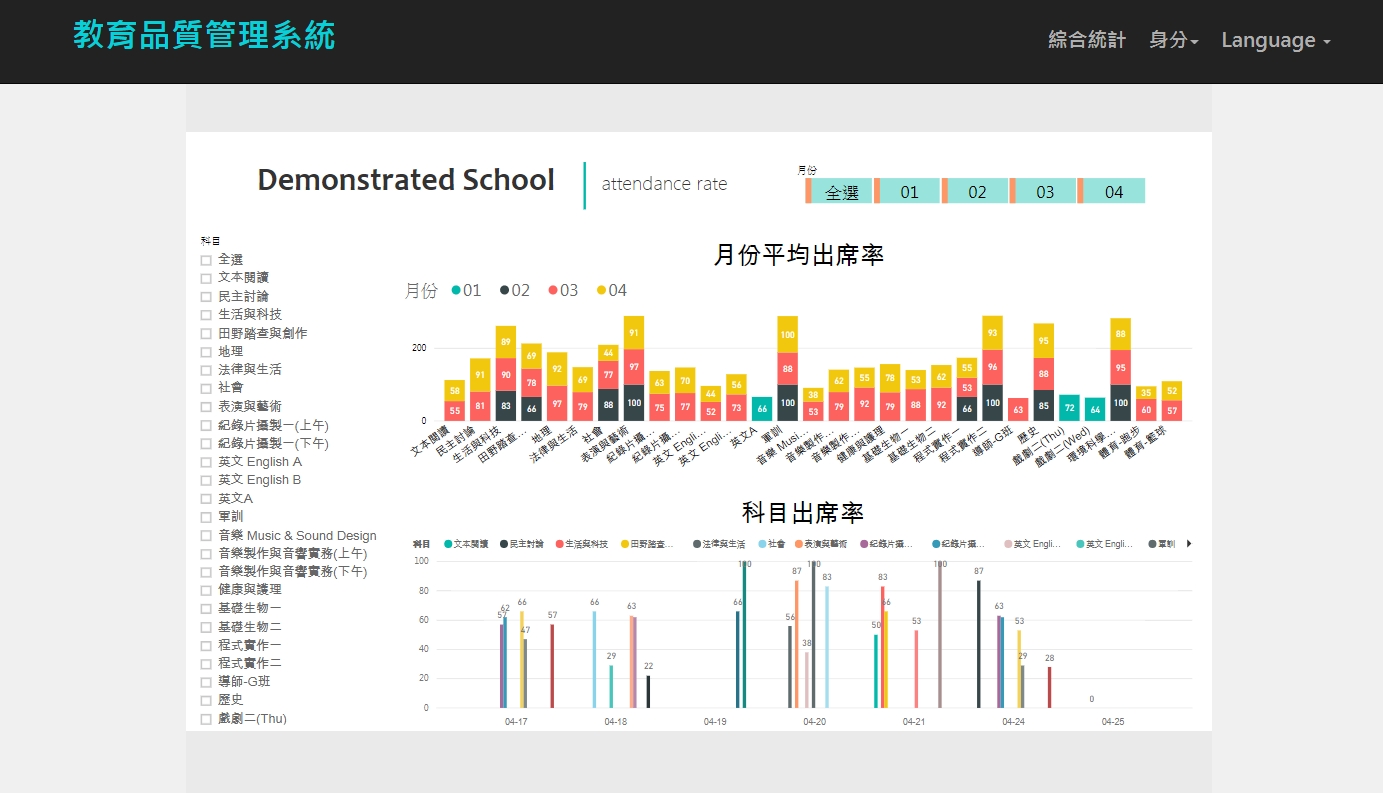 教育品質管理系統
綜合統計 身分 Language
Demonstrated School
attendance rate
月份
全選 01 02 03 04
科目
全選
文本閱讀
民主討論
生活與科技
田野踏查與創作
地理
法律與生活
社會
表演與藝術
紀錄片攝製一(上午)
紀錄片攝製一(下午)
英文 English A
英文 English B
英文A
軍訓
音樂 Music & Sound Design
音樂製作與音響實務(上午)
音樂製作與音響實務(下午)
健康與護理
基礎生物一
基礎生物二
程式實作一
程式實作二
導師-G班
歷史
戲劇二(Thu)
月份平均出席率
月份 01 02 03 04
200
0
58 55
91 81
89 90 83
69 78 66
92 97
69 79
44 77 88
91 97 100
63 75
70 77
44 52
56 73
66
100 88 100
38 53
62 79
55 92
78 79
53 88
62 92
55 53 66
93 96 100
63
95 88 85
72
64
88 95 100
35 60
52 57
文本閱讀
民主討論
生活與科技
田野踏查…
地理
法律與生活
社會
表演與藝術
紀錄片攝…
紀錄片攝…
英文 Engli…
英文 Engli…
英文A
軍訓
音樂 Musi…
音樂製作…
音樂製作…
健康與護理
基礎生物一
基礎生物二
程式實作一
程式實作二
導師-G班
歷史
戲劇二(Thu)
戲劇二(Wed)
環境科學…
體育-跑步
體育-籃球
科目出席率
科目 文本閱讀 民主討論 生活與科技 田野踏查… 法律與生活 社會 表演與藝術 紀錄片攝… 紀錄片攝… 英文 Engli… 英文 Engli… 軍訓
100
80
60
40
20
0
57 62 66 47 57
66 29 63 22
66 100
56 87 38 100 83
50 83 66 53 100
87 63 53 29 28
0
04-17 04-18 04-19 04-20 04-21 04-24 04-25